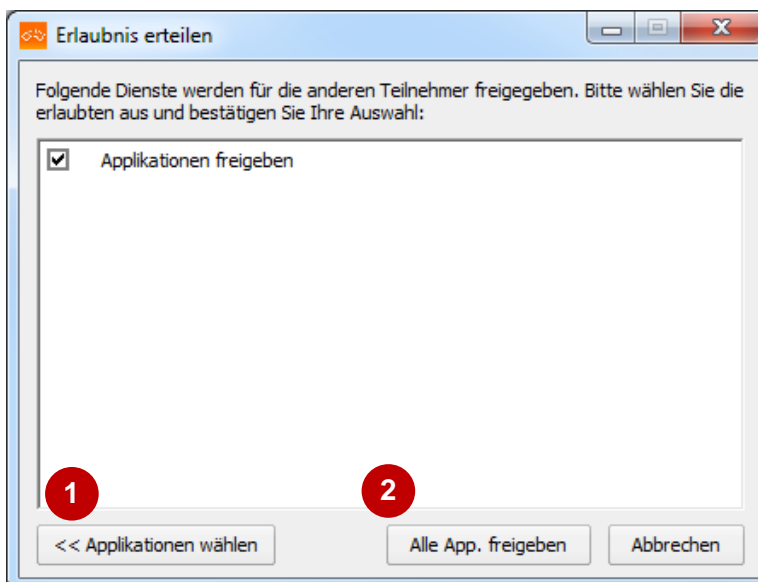 Erlaubnis erteilen
Folgende Dienste werden für die anderen Teilnehmer freigegeben. Bitte wählen Sie die
erlaubten aus und bestätigen Sie Ihre Auswahl:
Applikationen freigeben
1
2
<< Applikationen wählen
Alle App. freigeben
Abbrechen